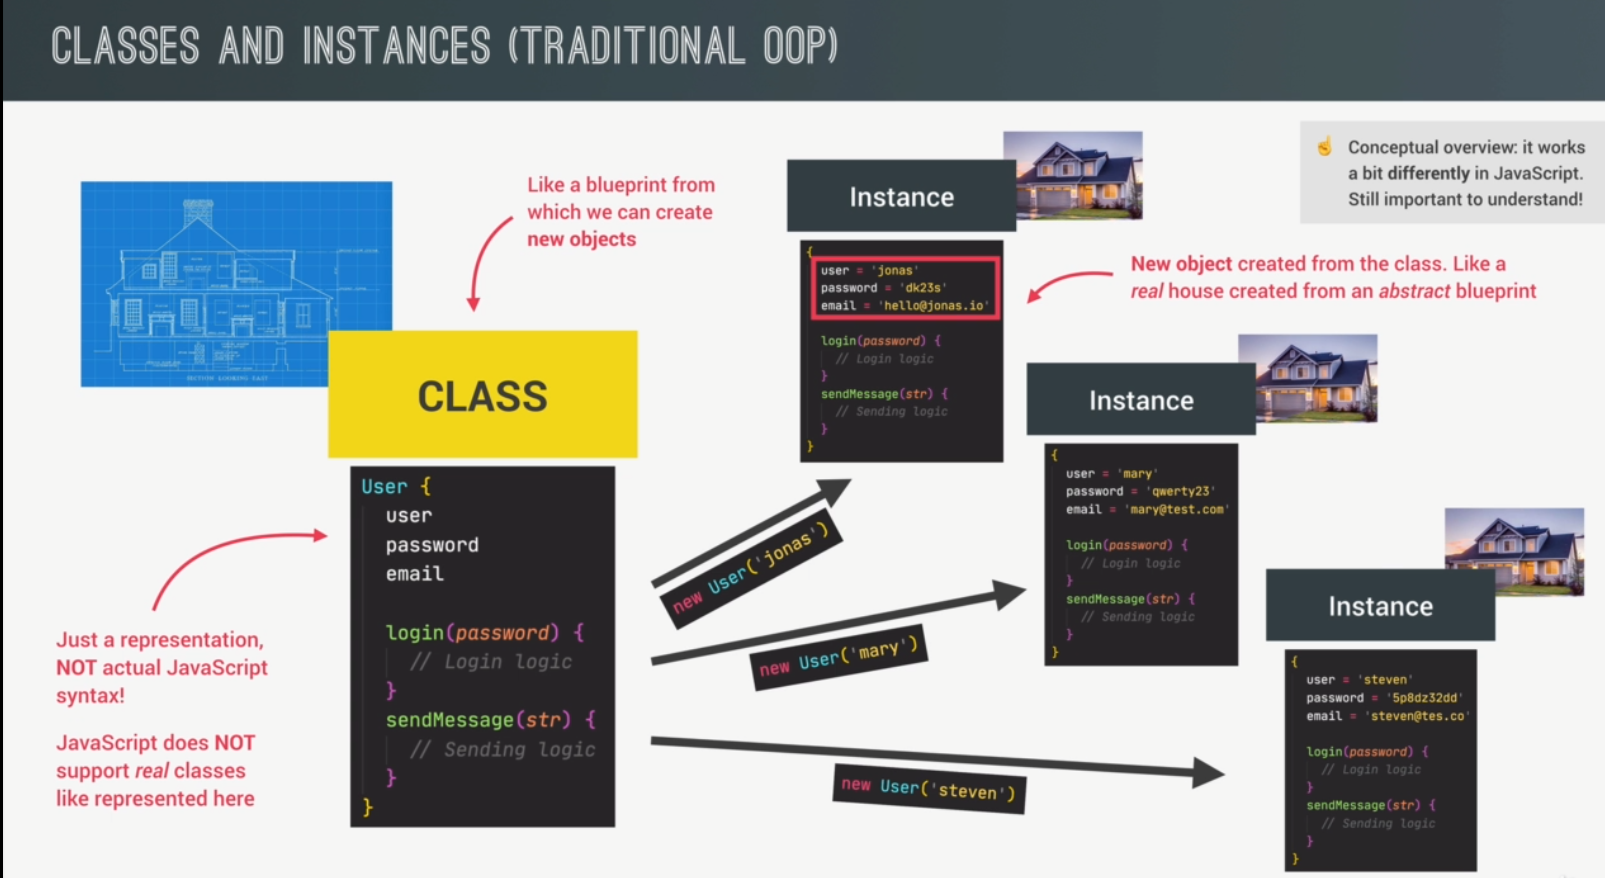 CLASSES AND INSTANCES (TRADITIONAL OOP)
Conceptual overview: it works
a bit differently in JavaScript.
Still important to understand!
Like a blueprint from
which we can create
new objects
SECTION LOOKING EAST
CLASS
User {
user
password
email
login(password) {
// Login logic
}
sendMessage(str) {
// Sending logic
}
}
Just a representation,
NOT actual JavaScript
syntax!
JavaScript does NOT
support real classes
like represented here
new User('jonas')
new User('mary')
new User('steven')
Instance
{
user = 'jonas'
password = 'dk23s'
email = 'hello@jonas.io'
login(password) {
// Login logic
}
sendMessage(str) {
// Sending logic
}
}
New object created from the class. Like a
real house created from an abstract blueprint
Instance
{
user = 'mary'
password = 'qwerty23'
email = 'mary@test.com'
login(password) {
// Login logic
}
sendMessage(str) {
// Sending logic
}
}
Instance
{
user = 'steven'
password = '5p8dz32dd'
email = 'steven@tes.co'
login(password) {
// Login logic
}
sendMessage(str) {
// Sending logic
}
}